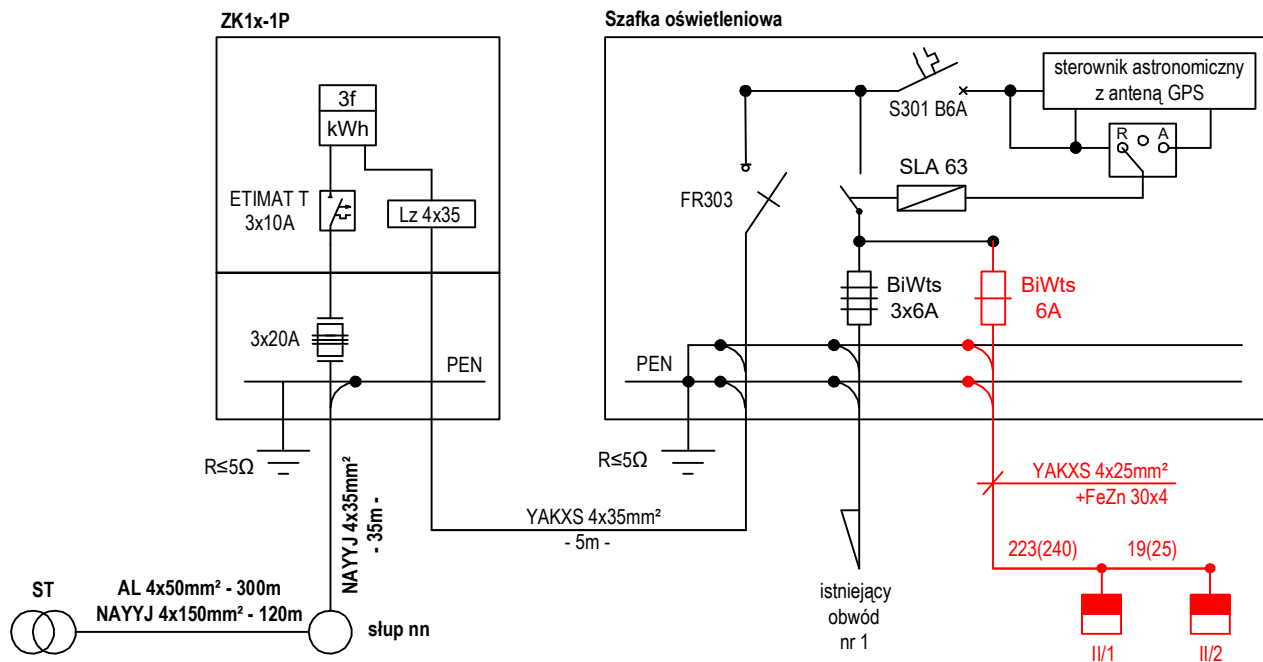 ZK1x-1P
3f
kWh
ETIMAT T
3x10A
Lz 4x35
3x20A
PEN
R≤5Ω
NAYYJ 4x35mm²
- 35m -
ST
AL 4x50mm² - 300m
NAYYJ 4x150mm² - 120m
słup nn
YAKXS 4x35mm²
- 5m -
Szafka oświetleniowa
sterownik astronomiczny
z anteną GPS
S301 B6A
R A
SLA 63
FR303
BiWts
3x6A
BiWts
6A
PEN
R≤5Ω
YAKXS 4x25mm²
+FeZn 30x4
223(240) 19(25)
istniejący
obwód
nr 1
II/1 II/2